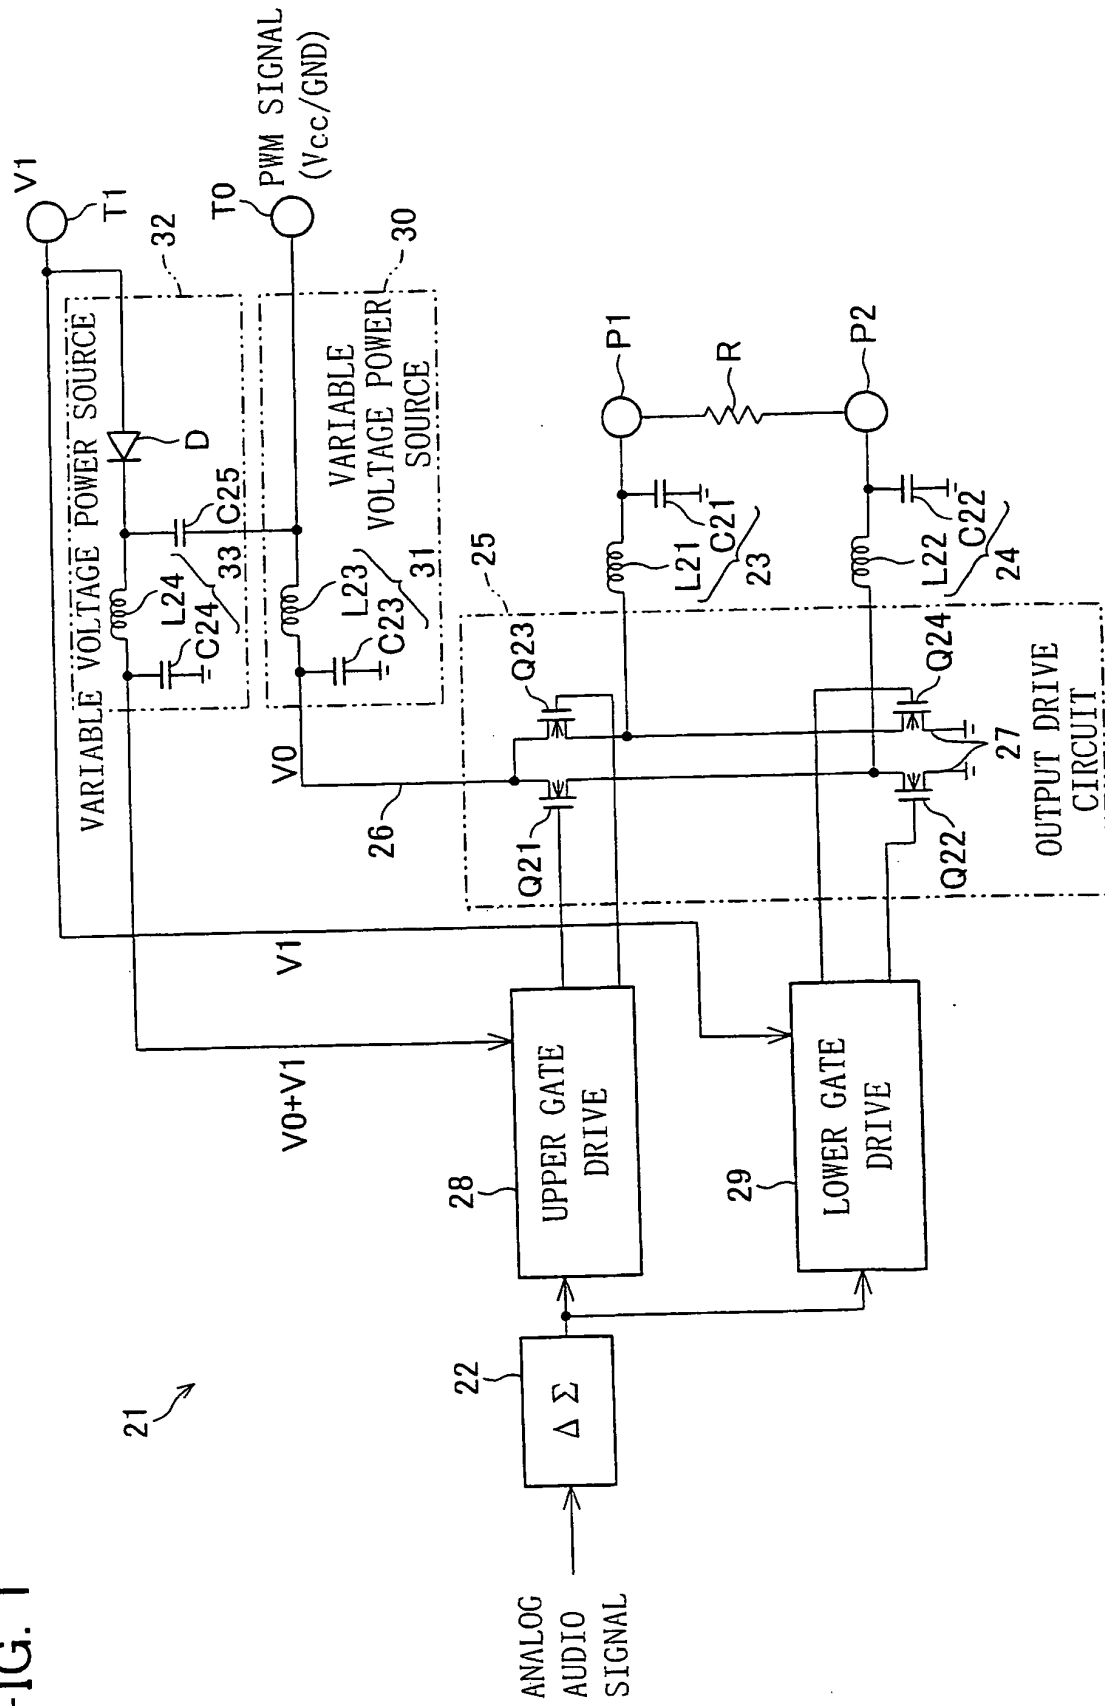 FIG. 1
21
ANALOG
AUDIO
SIGNAL
22
Δ Σ
28
UPPER GATE
DRIVE
29
LOWER GATE
DRIVE
V0+V1
V1
VARIABLE VOLTAGE POWER SOURCE
32
V1
T1
D
L24
C24
C25
33
T0
PWM SIGNAL
(Vcc/GND)
30
VARIABLE
VOLTAGE POWER
SOURCE
L23
C23
31
V0
26
25
Q21
Q23
Q22
Q24
27
OUTPUT DRIVE
CIRCUIT
L21
C21
23
L22
C22
24
P1
R
P2